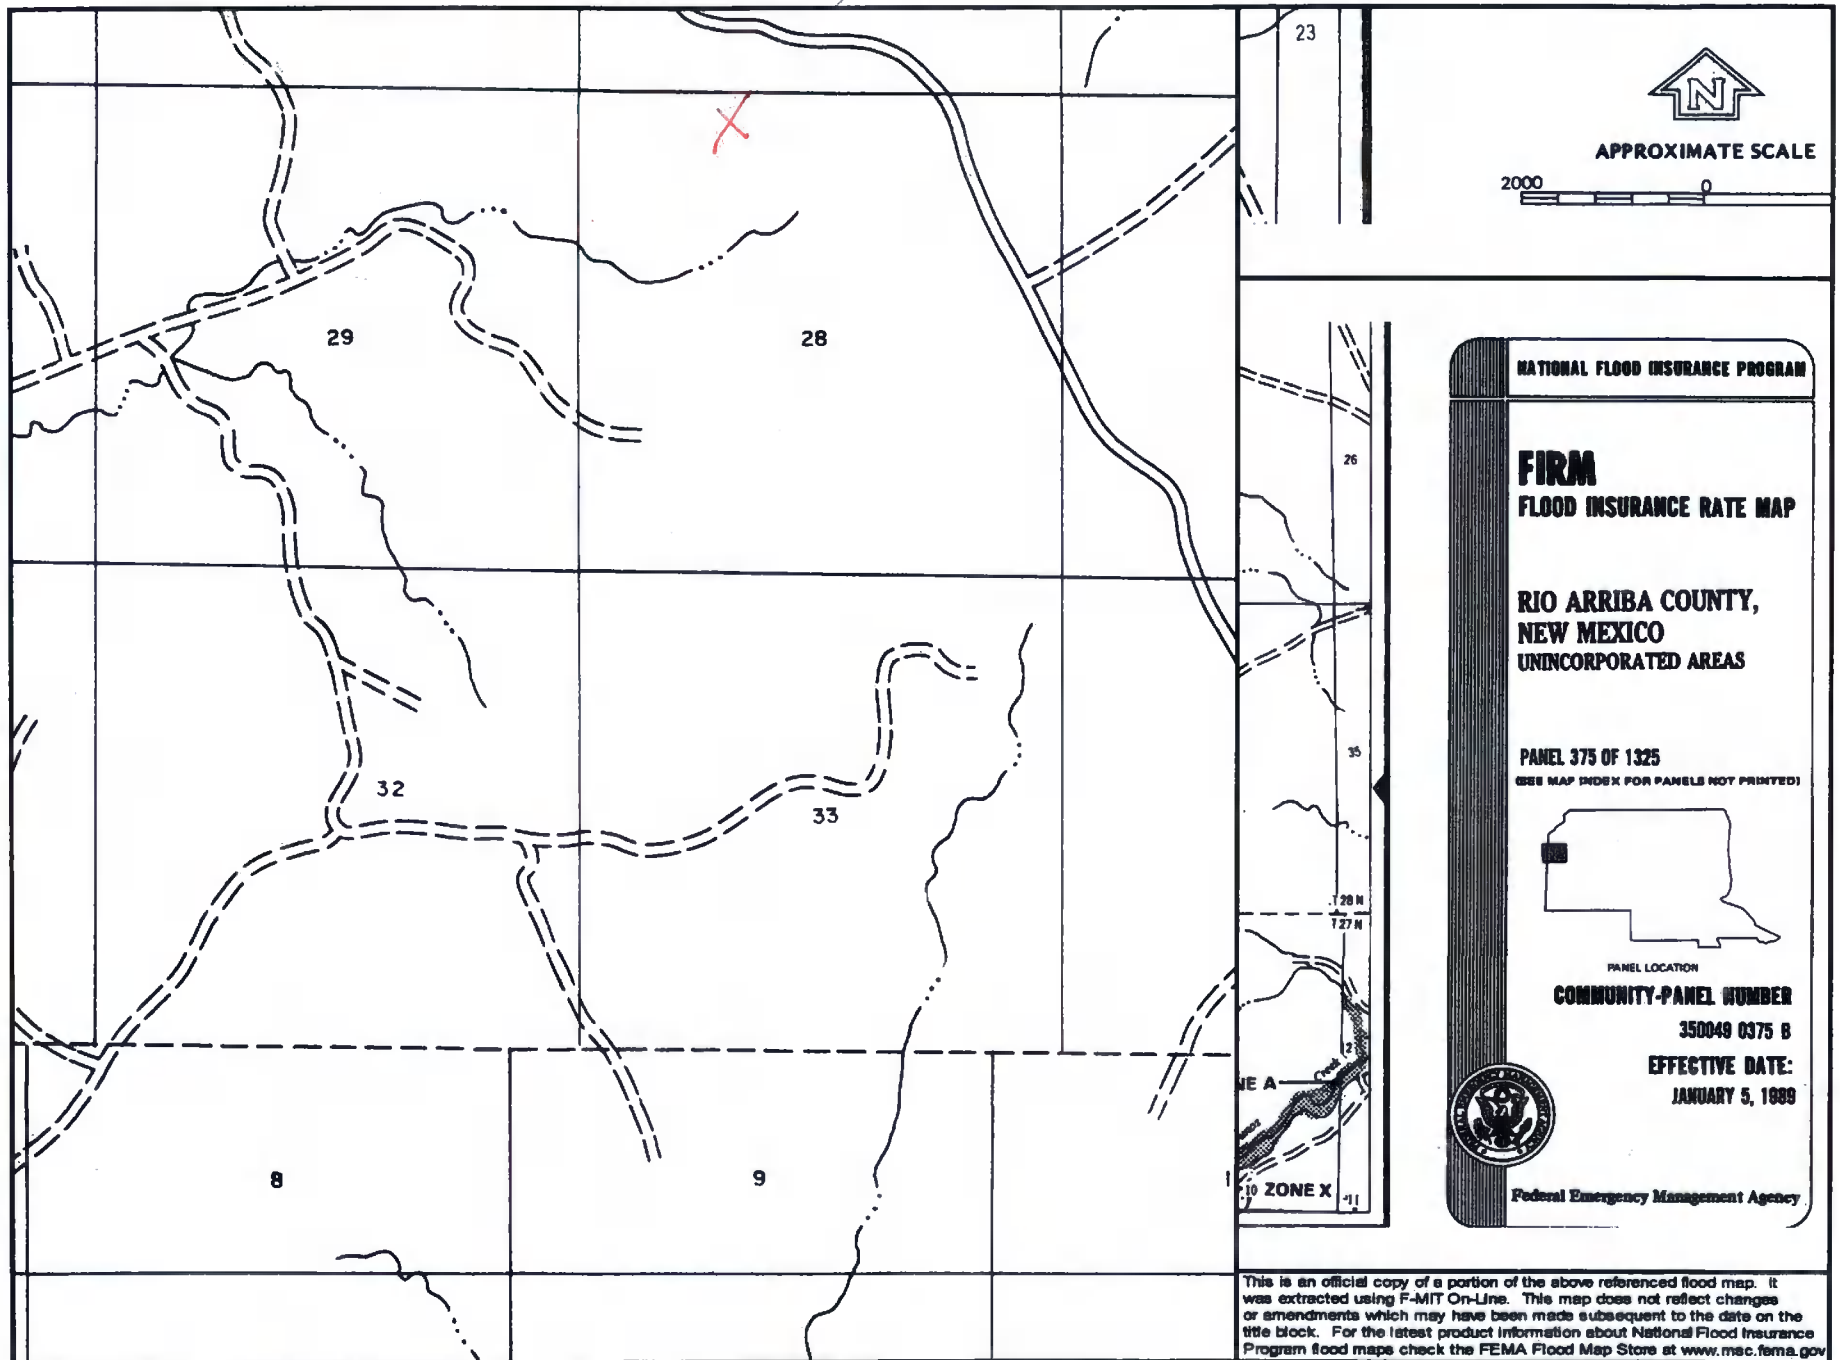 23
N
APPROXIMATE SCALE
2000
0
29
28
26
NATIONAL FLOOD INSURANCE PROGRAM
FIRM
FLOOD INSURANCE RATE MAP
RIO ARRIBA COUNTY,
NEW MEXICO
UNINCORPORATED AREAS
PANEL 375 OF 1325
(SEE MAP INDEX FOR PANELS NOT PRINTED)
32
33
35
T 28 N
T 27 N
PANEL LOCATION
COMMUNITY-PANEL NUMBER
350049 0375 B
EFFECTIVE DATE:
JANUARY 5, 1989
2
Creek
NE A
8
9
10
ZONE X
11
Federal Emergency Management Agency
This is an official copy of a portion of the above referenced flood map. It
was extracted using F-MIT On-Line. This map does not reflect changes
or amendments which may have been made subsequent to the date on the
title block. For the latest product information about National Flood Insurance
Program flood maps check the FEMA Flood Map Store at www.msc.fema.gov